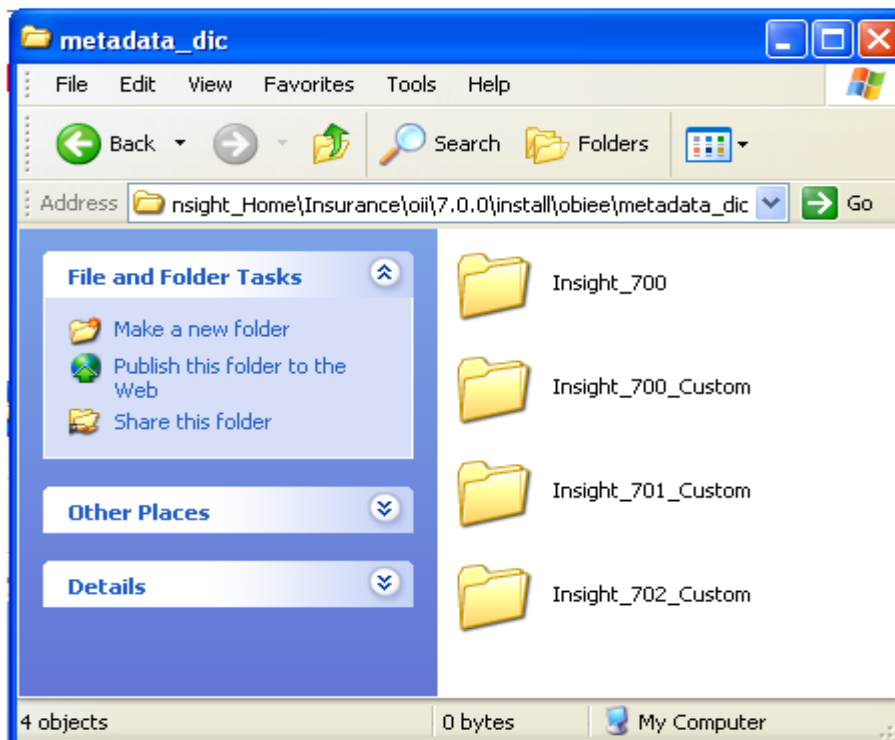 metadata_dic
File Edit View Favorites Tools Help
Back Search Folders
Address nsight_Home\Insurance\oii\7.0.0\install\obiee\metadata_dic Go
File and Folder Tasks
Make a new folder
Publish this folder to the
Web
Share this folder
Other Places
Details
Insight_700
Insight_700_Custom
Insight_701_Custom
Insight_702_Custom
4 objects 0 bytes My Computer